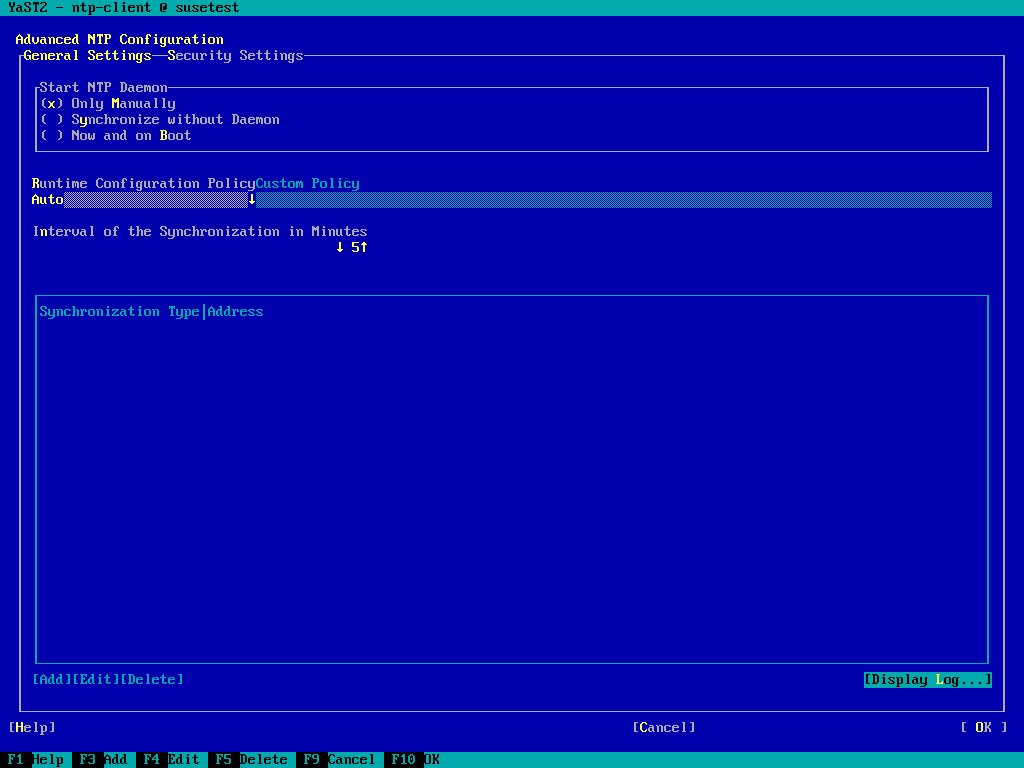 YaST2 - ntp-client @ susetest
Advanced NTP Configuration
General Settings Security Settings
Start NTP Daemon
(x) Only Manually
( ) Synchronize without Daemon
( ) Now and on Boot
Runtime Configuration Policy Custom Policy
Auto ↓
Interval of the Synchronization in Minutes
↓ 5↑
Synchronization Type|Address
[Add][Edit][Delete] [Display Log...]
[Help] [Cancel] [ OK ]
F1 Help F3 Add F4 Edit F5 Delete F9 Cancel F10 OK